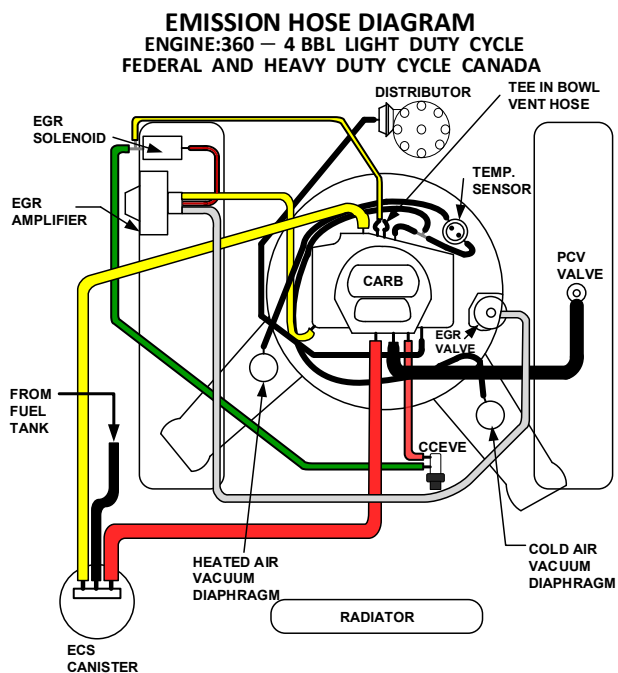 EMISSION HOSE DIAGRAM
ENGINE:360 — 4 BBL LIGHT DUTY CYCLE
FEDERAL AND HEAVY DUTY CYCLE CANADA
DISTRIBUTOR
TEE IN BOWL
VENT HOSE
EGR
SOLENOID
TEMP.
SENSOR
EGR
AMPLIFIER
PCV
VALVE
CARB
EGR
VALVE
FROM
FUEL
TANK
CCEVE
HEATED AIR
VACUUM
DIAPHRAGM
COLD AIR
VACUUM
DIAPHRAGM
RADIATOR
ECS
CANISTER